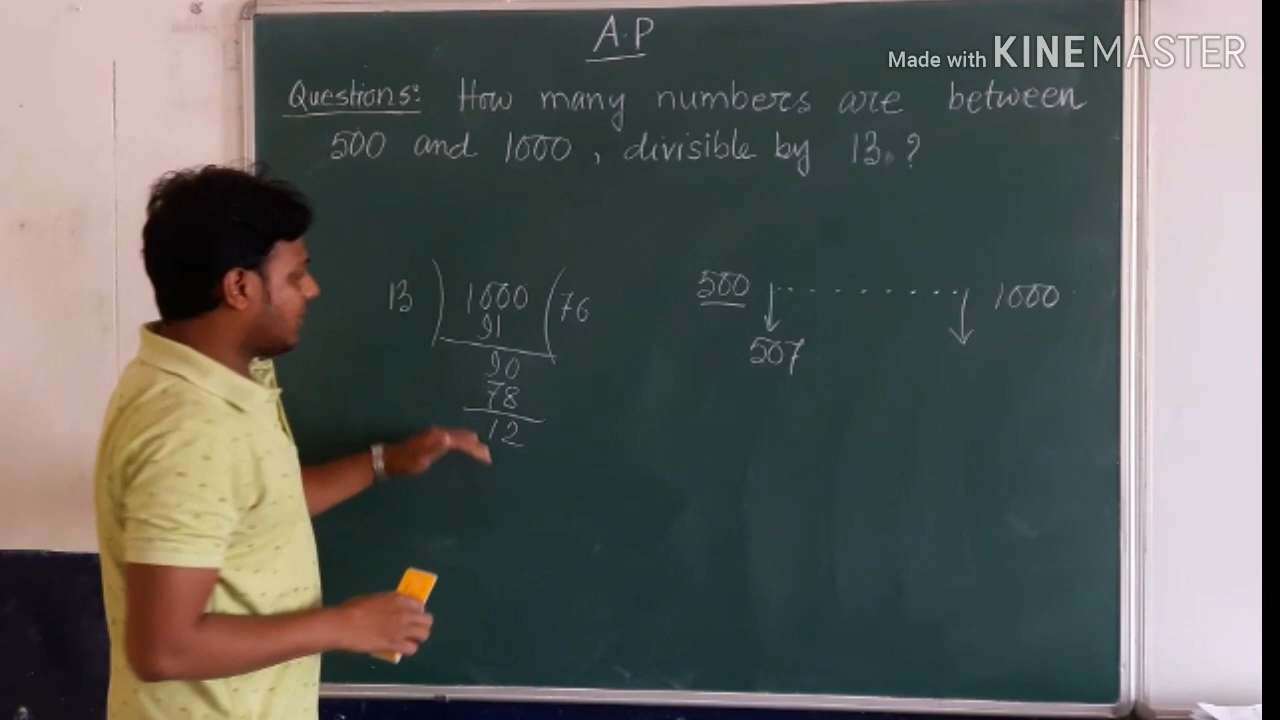 A.P
Made with KINEMASTER
Questions: How many numbers are between
500 and 1000, divisible by 13.?
13 ) 1000 ( 76
91
90
78
12
500 . . . . . . . . . 1000
507